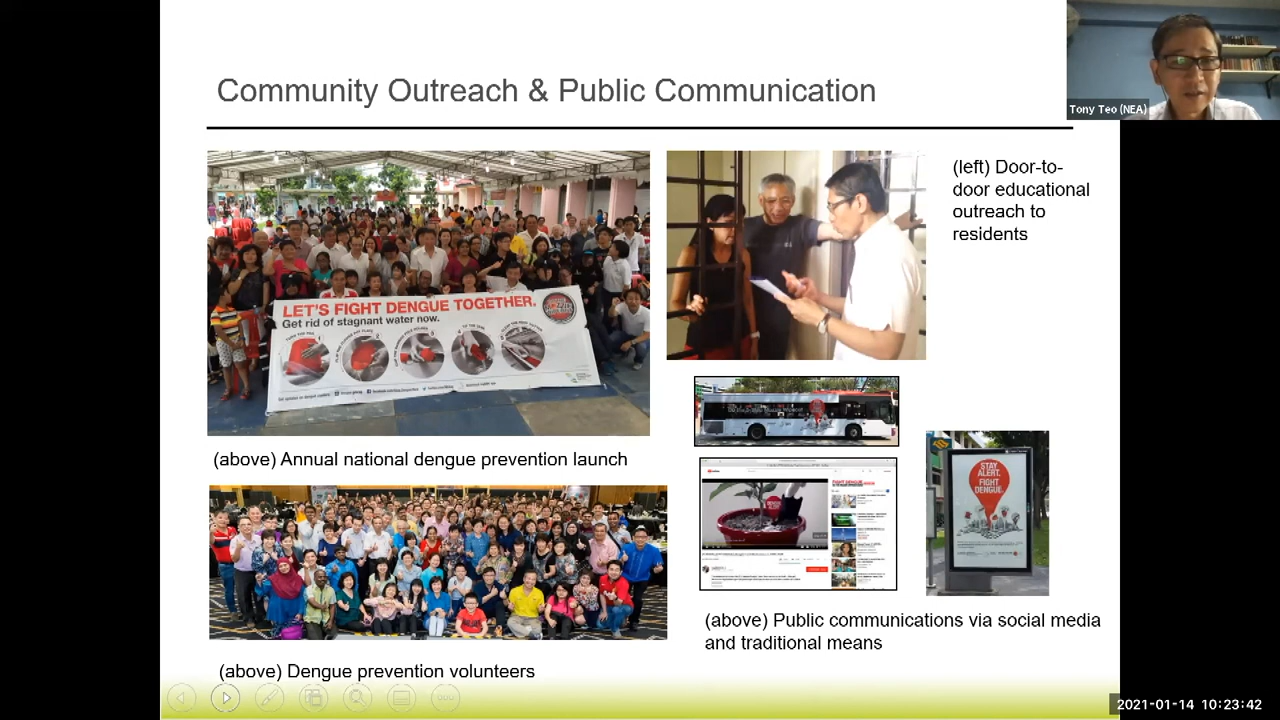 Community Outreach & Public Communication
Tony Teo (NEA)
(left) Door-to-
door educational
outreach to
residents
LET'S FIGHT DENGUE TOGETHER.
Get rid of stagnant water now.
(above) Annual national dengue prevention launch
STAY
ALERT.
FIGHT
DENGUE.
(above) Public communications via social media
and traditional means
(above) Dengue prevention volunteers
2021-01-14 10:23:42